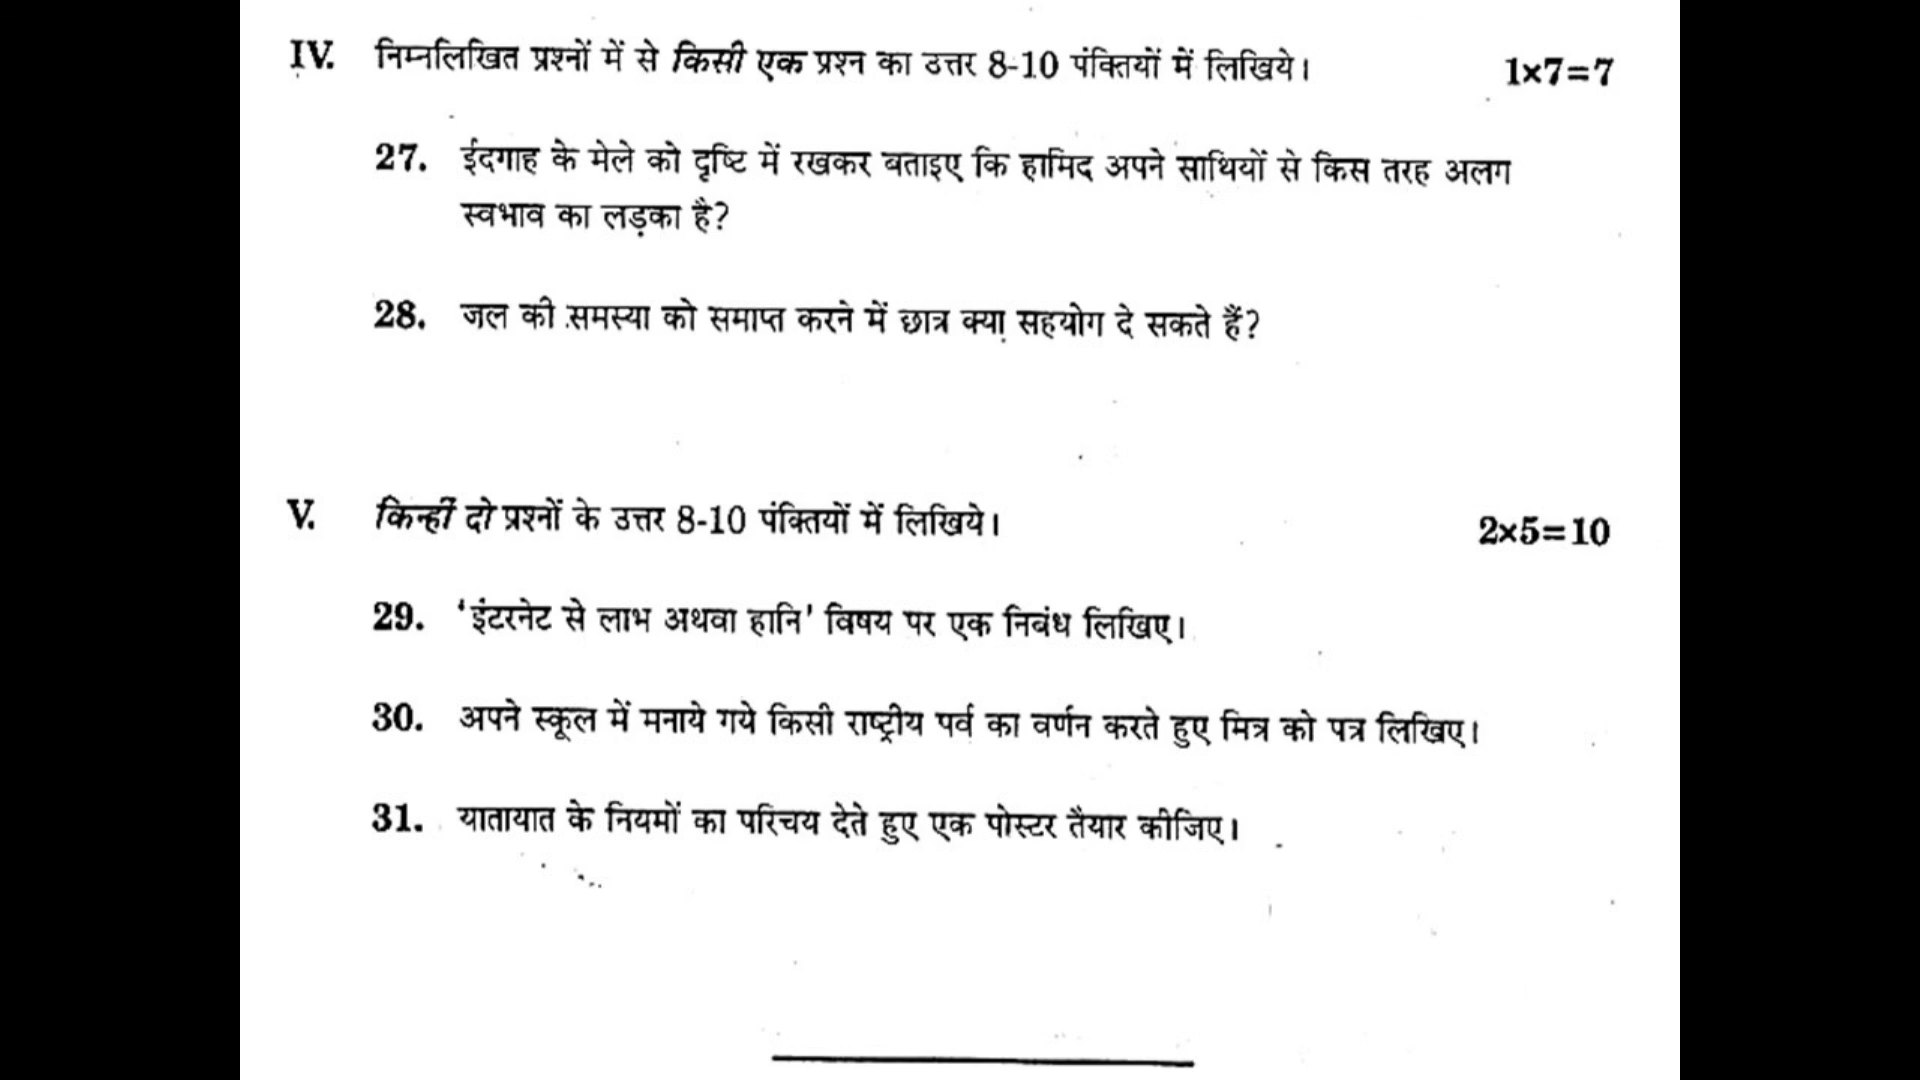 IV. निम्नलिखित प्रश्नों में से किसी एक प्रश्न का उत्तर 8-10 पंक्तियों में लिखिये। 1×7=7
27. ईदगाह के मेले को दृष्टि में रखकर बताइए कि हामिद अपने साथियों से किस तरह अलग
स्वभाव का लड़का है?
28. जल की समस्या को समाप्त करने में छात्र क्या सहयोग दे सकते हैं?
V. किन्हीं दो प्रश्नों के उत्तर 8-10 पंक्तियों में लिखिये। 2×5=10
29. 'इंटरनेट से लाभ अथवा हानि' विषय पर एक निबंध लिखिए।
30. अपने स्कूल में मनाये गये किसी राष्ट्रीय पर्व का वर्णन करते हुए मित्र को पत्र लिखिए।
31. यातायात के नियमों का परिचय देते हुए एक पोस्टर तैयार कीजिए।